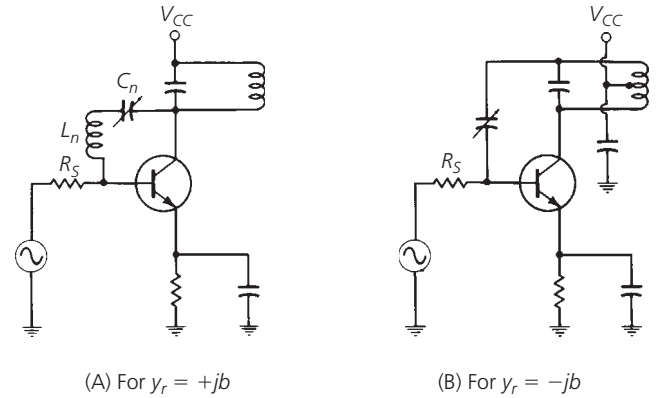 V_CC
C_n
L_n
R_S
(A) For y_r = +jb
V_CC
R_S
(B) For y_r = −jb